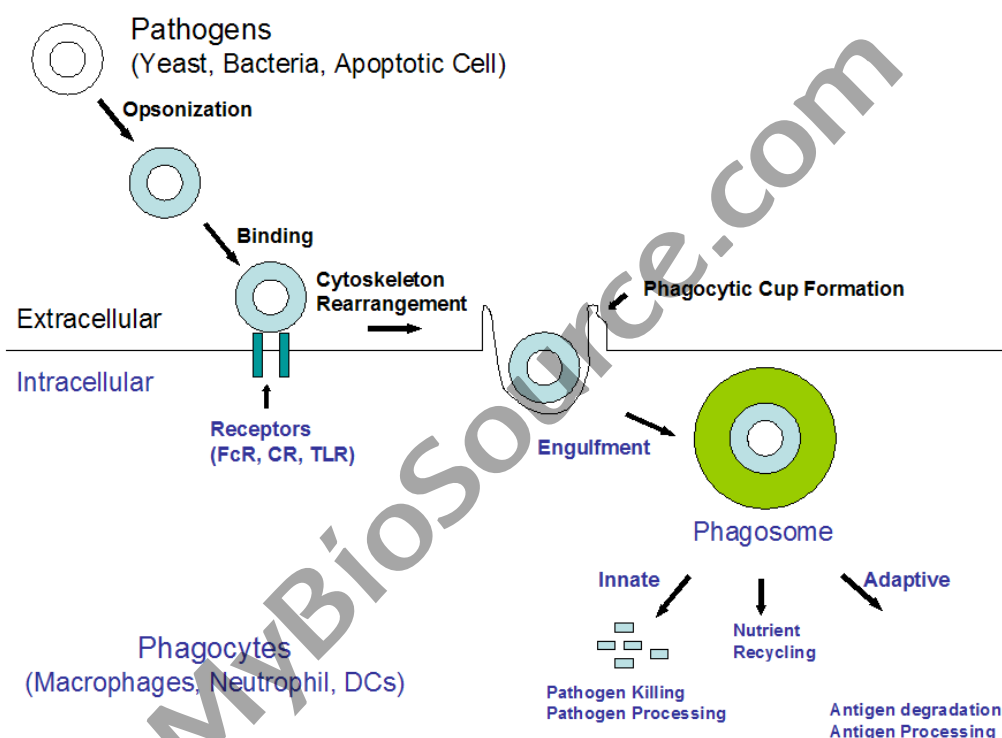 Pathogens
(Yeast, Bacteria, Apoptotic Cell)
Opsonization
Binding
Cytoskeleton
Rearrangement
Phagocytic Cup Formation
Extracellular
Intracellular
Receptors
(FcR, CR, TLR)
Engulfment
Phagosome
Innate
Adaptive
Nutrient
Recycling
Phagocytes
(Macrophages, Neutrophil, DCs)
Pathogen Killing
Pathogen Processing
Antigen degradation
Antigen Processing
MyBioSource.com